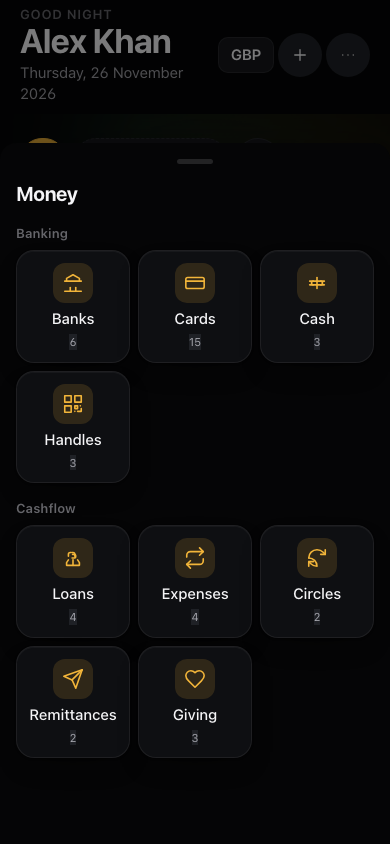 GOOD NIGHT
Alex Khan
Thursday, 26 November
2026
GBP
Money
Banking
Banks
6
Cards
15
Cash
3
Handles
3
Cashflow
Loans
4
Expenses
4
Circles
2
Remittances
2
Giving
3